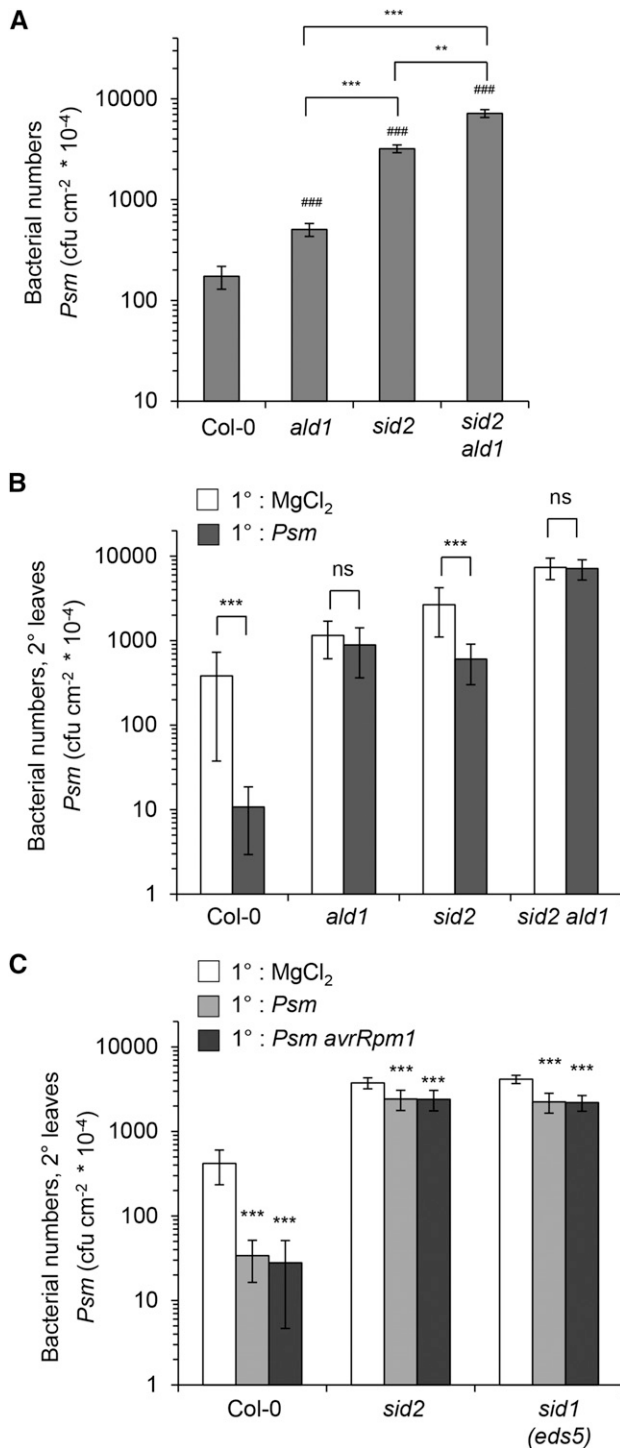 A
***
**
***
###
###
###
10000
1000
100
10
Bacterial numbers
Psm (cfu cm⁻² * 10⁻⁴)
Col-0 ald1 sid2 sid2
ald1
B
1° : MgCl₂
1° : Psm
ns
ns
***
***
10000
1000
100
10
1
Bacterial numbers, 2° leaves
Psm (cfu cm⁻² * 10⁻⁴)
Col-0 ald1 sid2 sid2 ald1
C
1° : MgCl₂
1° : Psm
1° : Psm avrRpm1
10000
1000
100
10
1
*** ***
*** ***
*** ***
Bacterial numbers, 2° leaves
Psm (cfu cm⁻² * 10⁻⁴)
Col-0 sid2 sid1
(eds5)